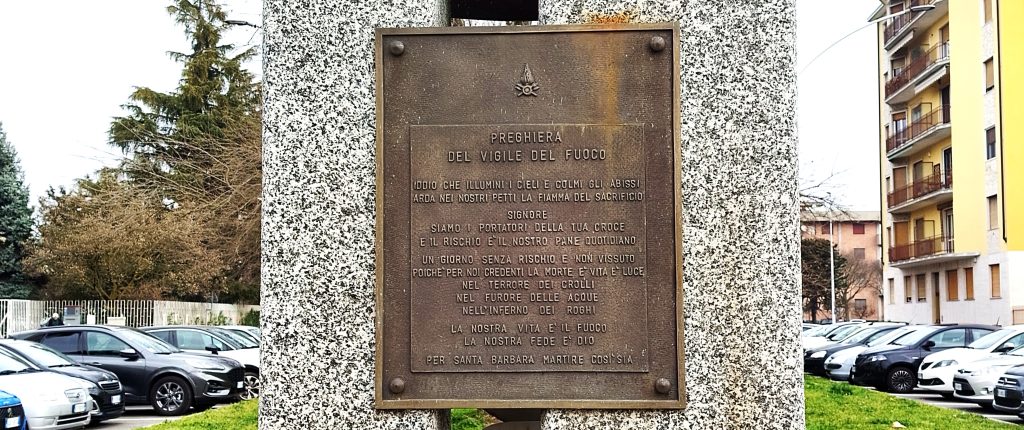 PREGHIERA
DEL VIGILE DEL FUOCO
IDDIO CHE ILLUMINI I CIELI E COLMI GLI ABISSI
ARDA NEI NOSTRI PETTI LA FIAMMA DEL SACRIFICIO
SIGNORE
SIAMO I PORTATORI DELLA TUA CROCE
E IL RISCHIO E' IL NOSTRO PANE QUOTIDIANO
UN GIORNO SENZA RISCHIO E' NON VISSUTO
POICHE' PER NOI CREDENTI LA MORTE E' VITA E' LUCE
NEL TERRORE DEI CROLLI
NEL FURORE DELLE ACQUE
NELL'INFERNO DEI ROGHI
LA NOSTRA VITA E' IL FUOCO
LA NOSTRA FEDE E' DIO
PER SANTA BARBARA MARTIRE COSI' SIA